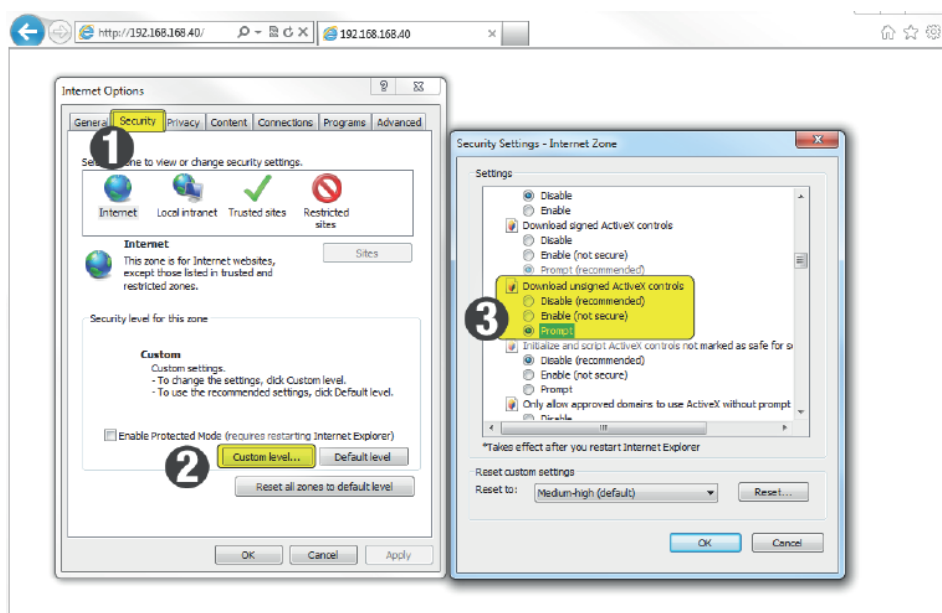 http://192.168.168.40/
192.168.168.40
Internet Options
General Security Privacy Content Connections Programs Advanced
1
zone to view or change security settings.
Internet Local intranet Trusted sites Restricted sites
Internet
This zone is for Internet websites,
except those listed in trusted and
restricted zones.
Sites
Security level for this zone
Custom
Custom settings.
- To change the settings, click Custom level.
- To use the recommended settings, click Default level.
Enable Protected Mode (requires restarting Internet Explorer)
2
Custom level... Default level
Reset all zones to default level
OK Cancel Apply
Security Settings - Internet Zone
Settings
Disable
Enable
Download signed ActiveX controls
Disable
Enable (not secure)
Prompt (recommended)
3
Download unsigned ActiveX controls
Disable (recommended)
Enable (not secure)
Prompt
Initialize and script ActiveX controls not marked as safe for
Disable (recommended)
Enable (not secure)
Prompt
Only allow approved domains to use ActiveX without prompt
Disable
*Takes effect after you restart Internet Explorer
Reset custom settings
Reset to: Medium-high (default) Reset...
OK Cancel